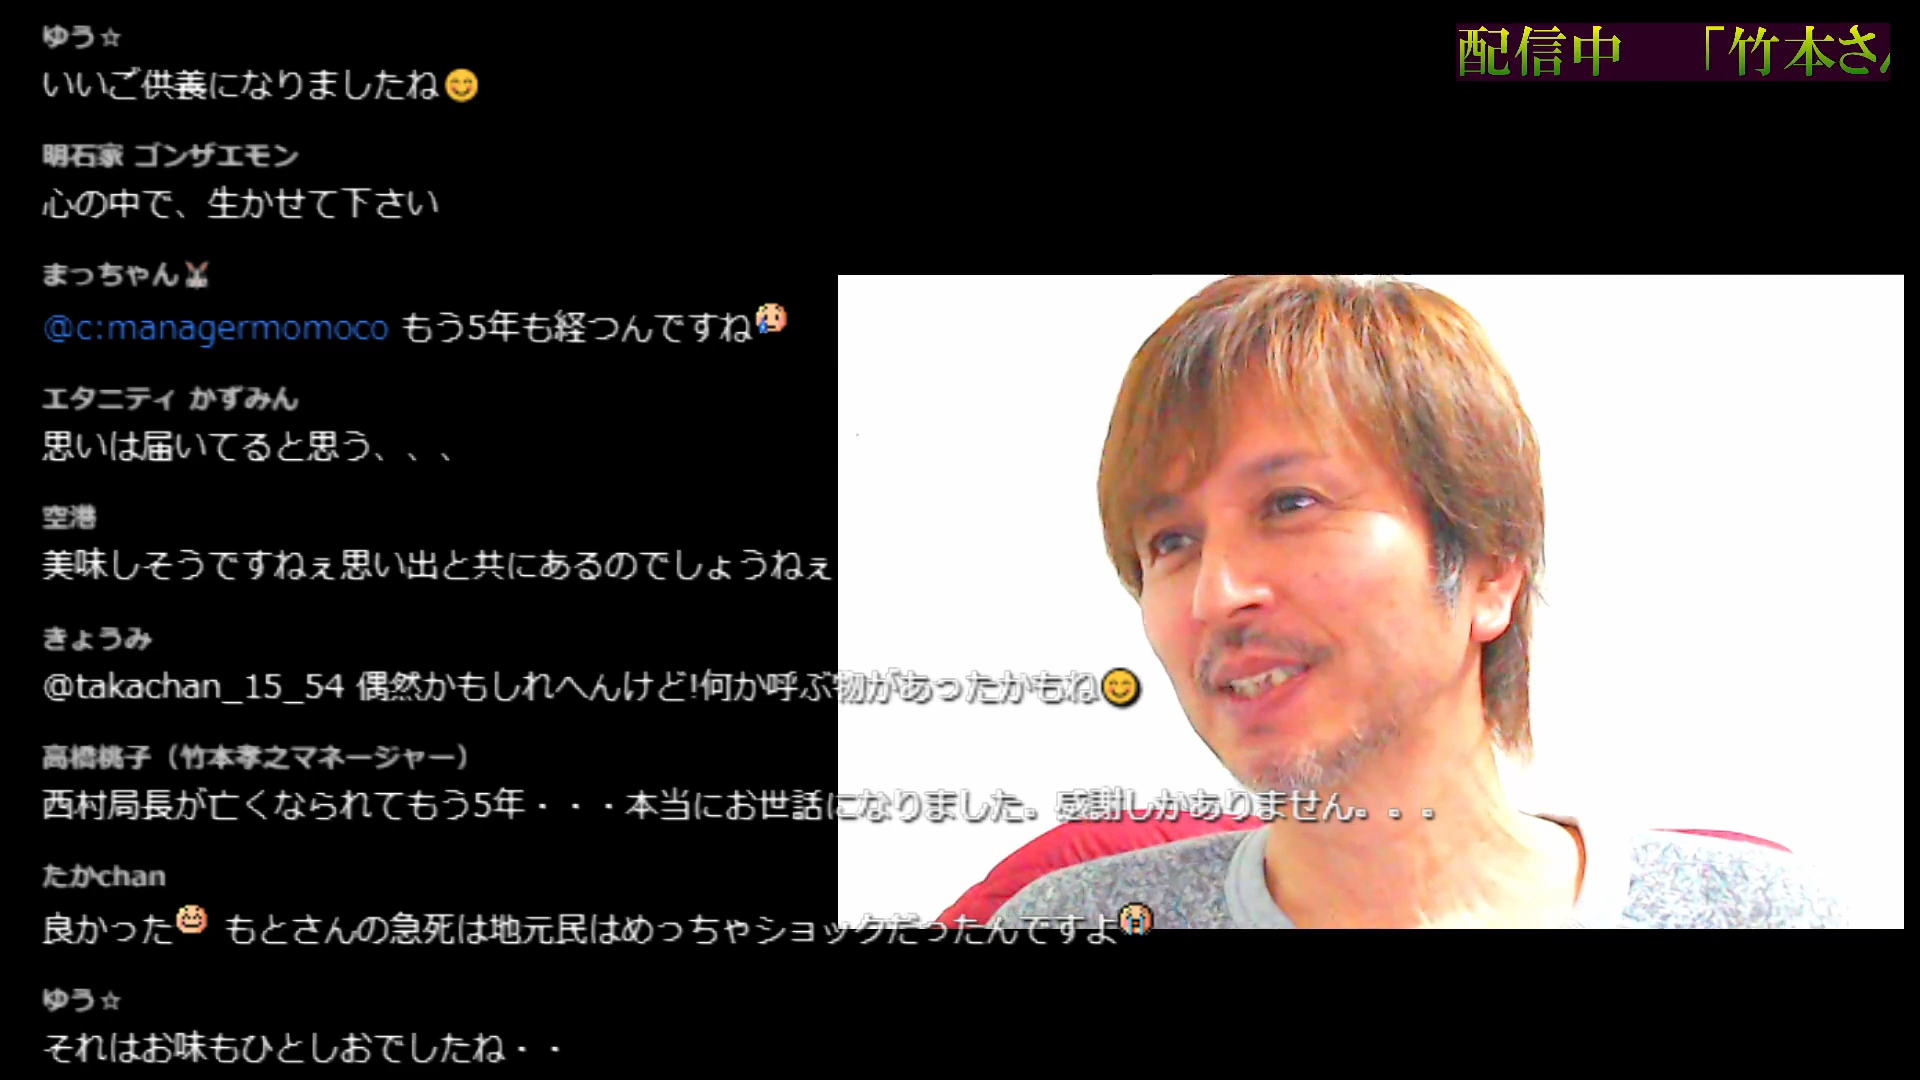 配信中 「竹本さ
ゆう☆
いいご供養になりましたね😊
明石家 ゴンザエモン
心の中で、生かせて下さい
まっちゃん
@c:managermomoco もう5年も経つんですね😢
エタニティ かずみん
思いは届いてると思う、、、
空港
美味しそうですねぇ思い出と共にあるのでしょうねぇ
きょうみ
@takachan_15_54 偶然かもしれへんけど!何か呼ぶ物があったかもね😊
高橋桃子（竹本孝之マネージャー）
西村局長が亡くなられてもう5年・・・本当にお世話になりました。感謝しかありません。。。
たかchan
良かった😄 もとさんの急死は地元民はめっちゃショックだったんですよ😭
ゆう☆
それはお味もひとしおでしたね・・